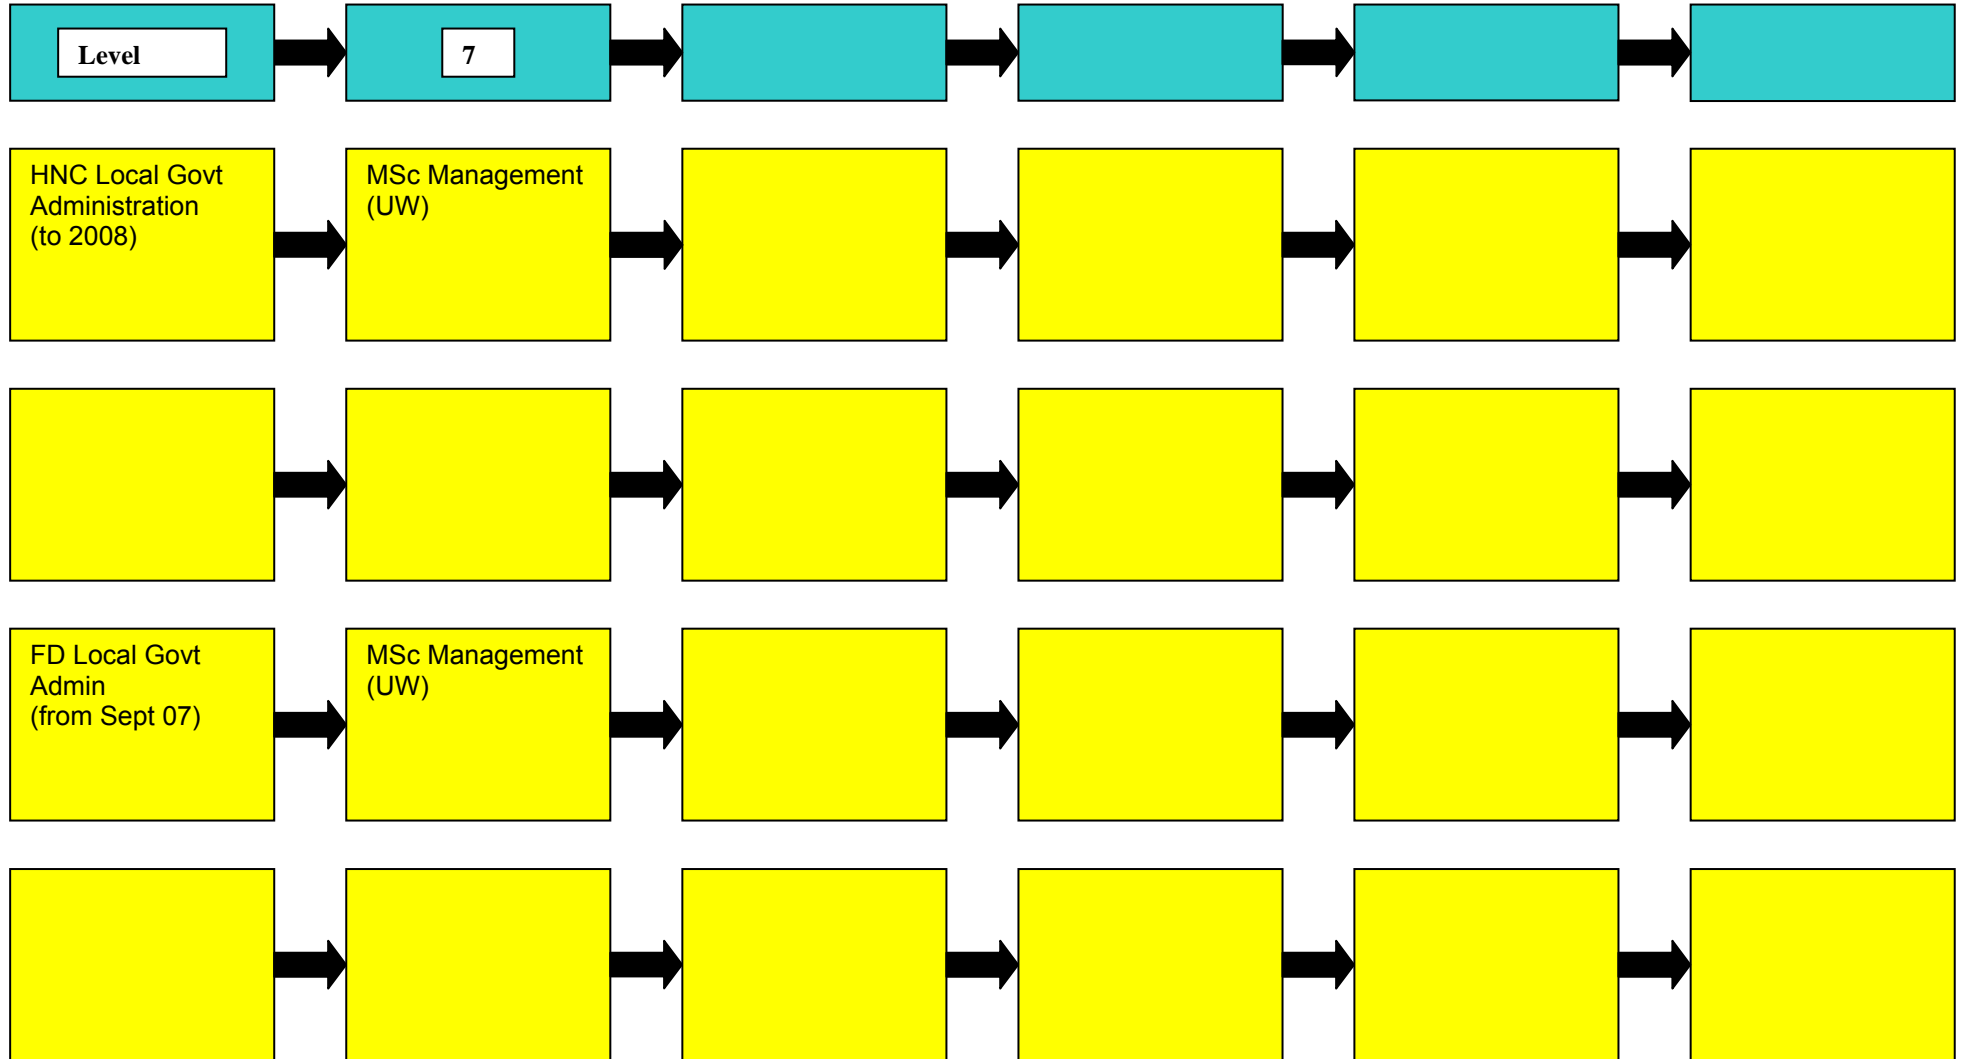 Level
7
HNC Local Govt
Administration
(to 2008)
MSc Management
(UW)
FD Local Govt
Admin
(from Sept 07)
MSc Management
(UW)